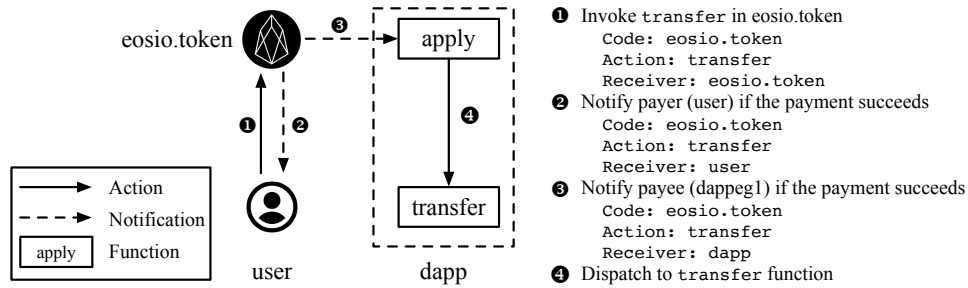 eosio.token
❸
apply
❹
transfer
❶
❷
user
dapp
Action
Notification
apply
Function
❶ Invoke transfer in eosio.token
Code: eosio.token
Action: transfer
Receiver: eosio.token
❷ Notify payer (user) if the payment succeeds
Code: eosio.token
Action: transfer
Receiver: user
❸ Notify payee (dappeg1) if the payment succeeds
Code: eosio.token
Action: transfer
Receiver: dapp
❹ Dispatch to transfer function